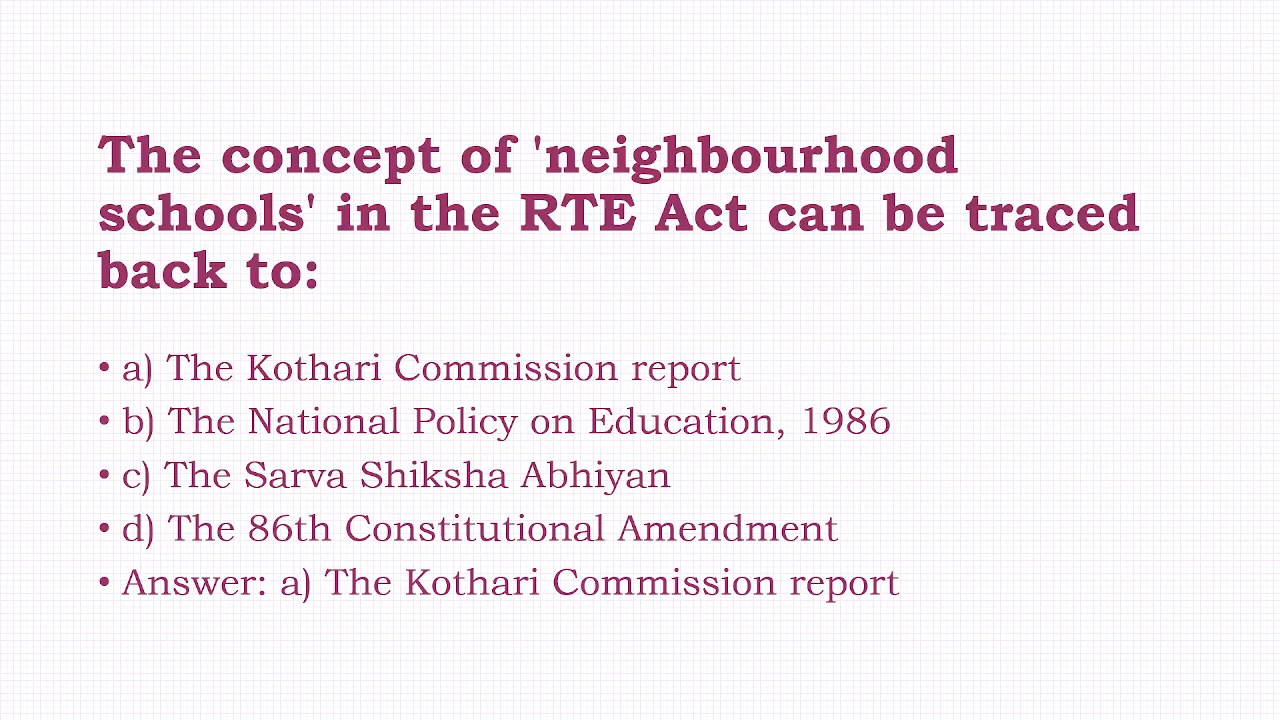 The concept of 'neighbourhood
schools' in the RTE Act can be traced
back to:
• a) The Kothari Commission report
• b) The National Policy on Education, 1986
• c) The Sarva Shiksha Abhiyan
• d) The 86th Constitutional Amendment
• Answer: a) The Kothari Commission report